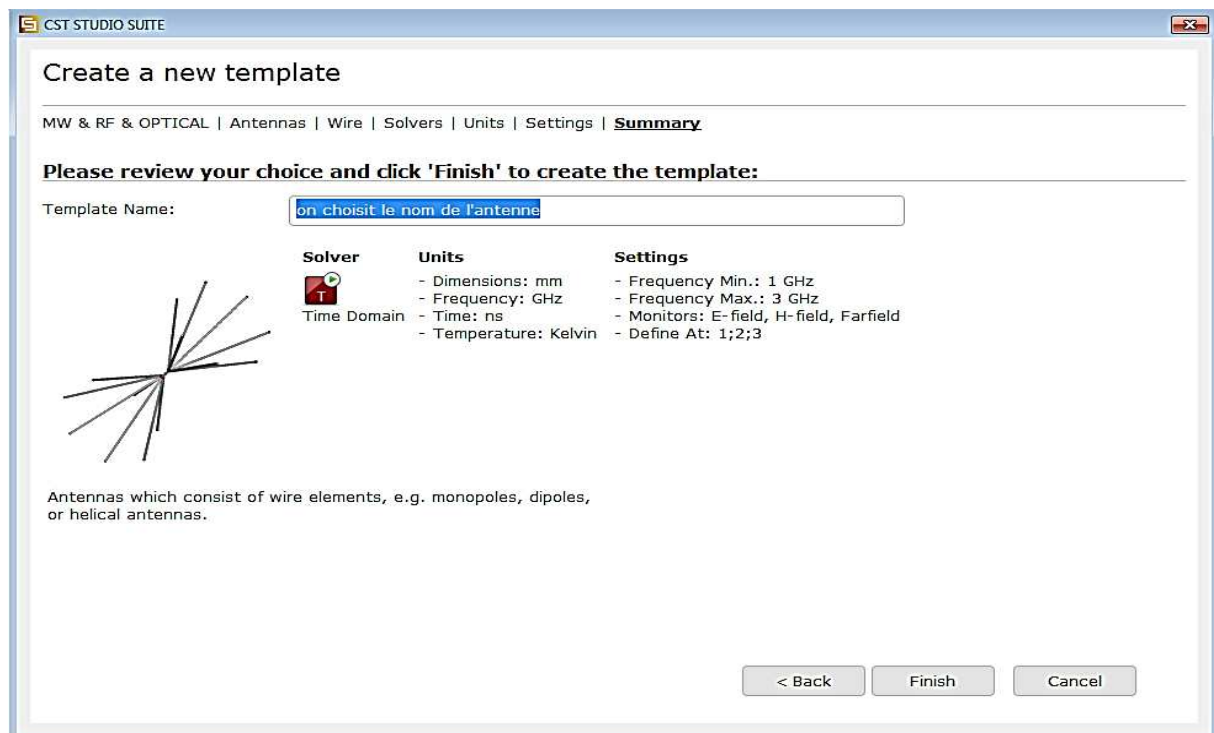 CST STUDIO SUITE
Create a new template
MW & RF & OPTICAL | Antennas | Wire | Solvers | Units | Settings | Summary
Please review your choice and click 'Finish' to create the template:
Template Name: on choisit le nom de l'antenne
Solver Units Settings
T
Time Domain
- Dimensions: mm
- Frequency: GHz
- Time: ns
- Temperature: Kelvin
- Frequency Min.: 1 GHz
- Frequency Max.: 3 GHz
- Monitors: E-field, H-field, Farfield
- Define At: 1;2;3
Antennas which consist of wire elements, e.g. monopoles, dipoles,
or helical antennas.
< Back Finish Cancel